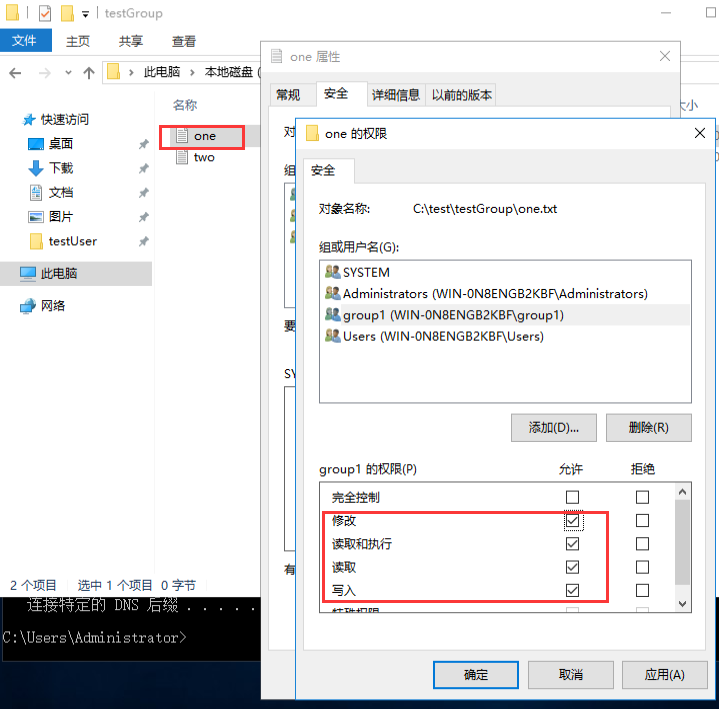 testGroup
文件 主页 共享 查看
此电脑 本地磁盘 (
快速访问
桌面
下载
文档
图片
testUser
此电脑
网络
名称
one
two
大小
2 个项目 选中 1 个项目 0 字节
连接特定的 DNS 后缀 . . . . .
C:\Users\Administrator>
one 属性
常规 安全 详细信息 以前的版本
one 的权限
安全
对象名称: C:\test\testGroup\one.txt
组或用户名(G):
SYSTEM
Administrators (WIN-0N8ENGB2KBF\Administrators)
group1 (WIN-0N8ENGB2KBF\group1)
Users (WIN-0N8ENGB2KBF\Users)
添加(D)... 删除(R)
group1 的权限(P) 允许 拒绝
完全控制
修改
读取和执行
读取
写入
特殊权限
确定 取消 应用(A)